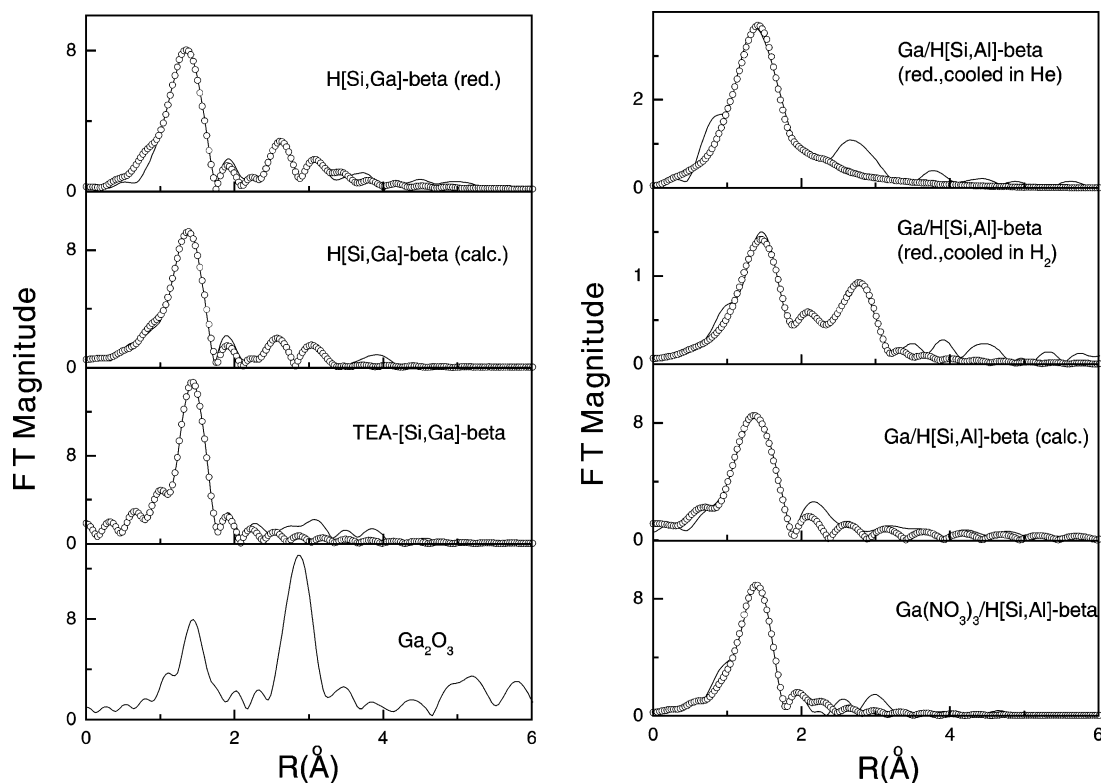 8
H[Si,Ga]-beta (red.)
0
8
H[Si,Ga]-beta (calc.)
0
8
TEA-[Si,Ga]-beta
0
8
Ga2O3
0
0 2 4 6
R(Å)
FT Magnitude
Ga/H[Si,Al]-beta
(red.,cooled in He)
2
0
Ga/H[Si,Al]-beta
(red.,cooled in H2)
1
0
8
Ga/H[Si,Al]-beta (calc.)
0
8
Ga(NO3)3/H[Si,Al]-beta
0
0 2 4 6
R(Å)
FT Magnitude